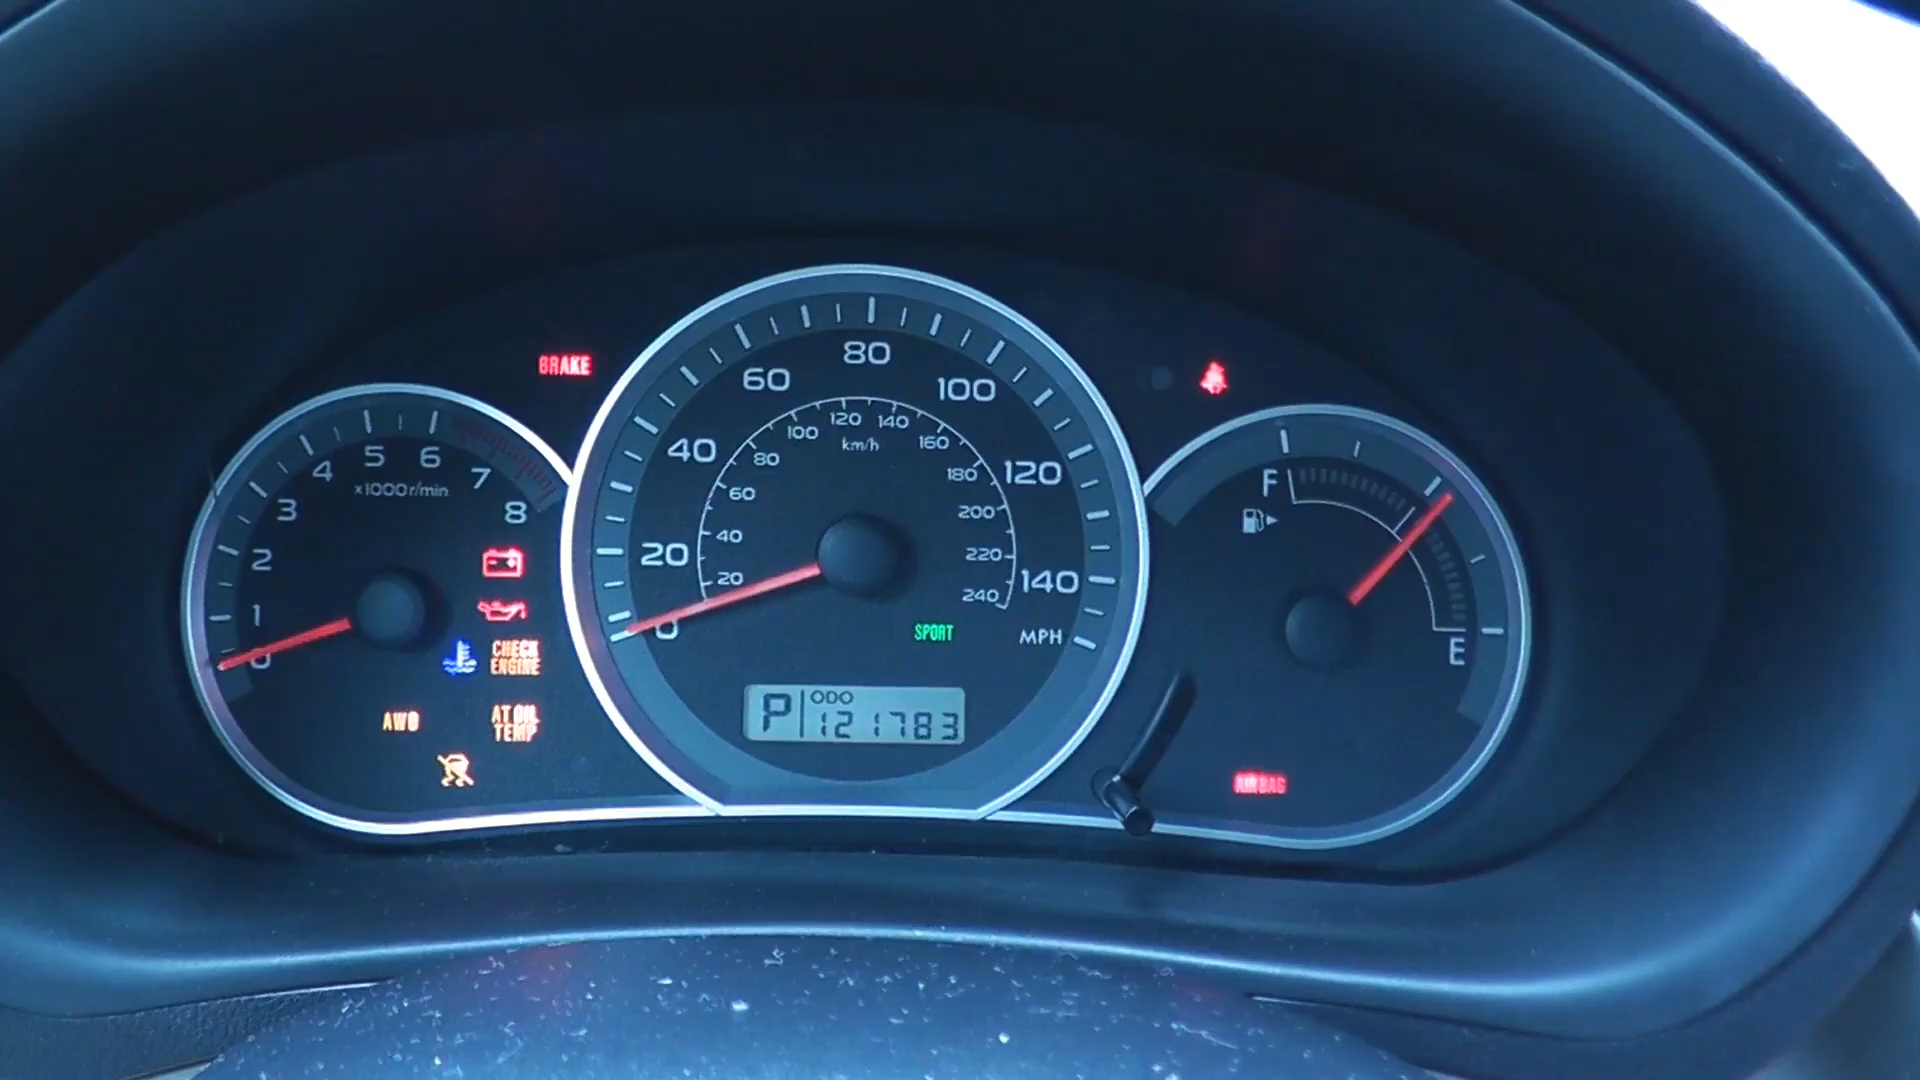 BRAKE
80
60
100
40
120
20
140
0
MPH
120
100
140
km/h
80
160
60
180
40
200
20
220
240
SPORT
P ODO
121783
5
6
4
7
x1000r/min
3
8
2
1
0
CHECK
ENGINE
AWD
AT OIL
TEMP
F
E
AIRBAG